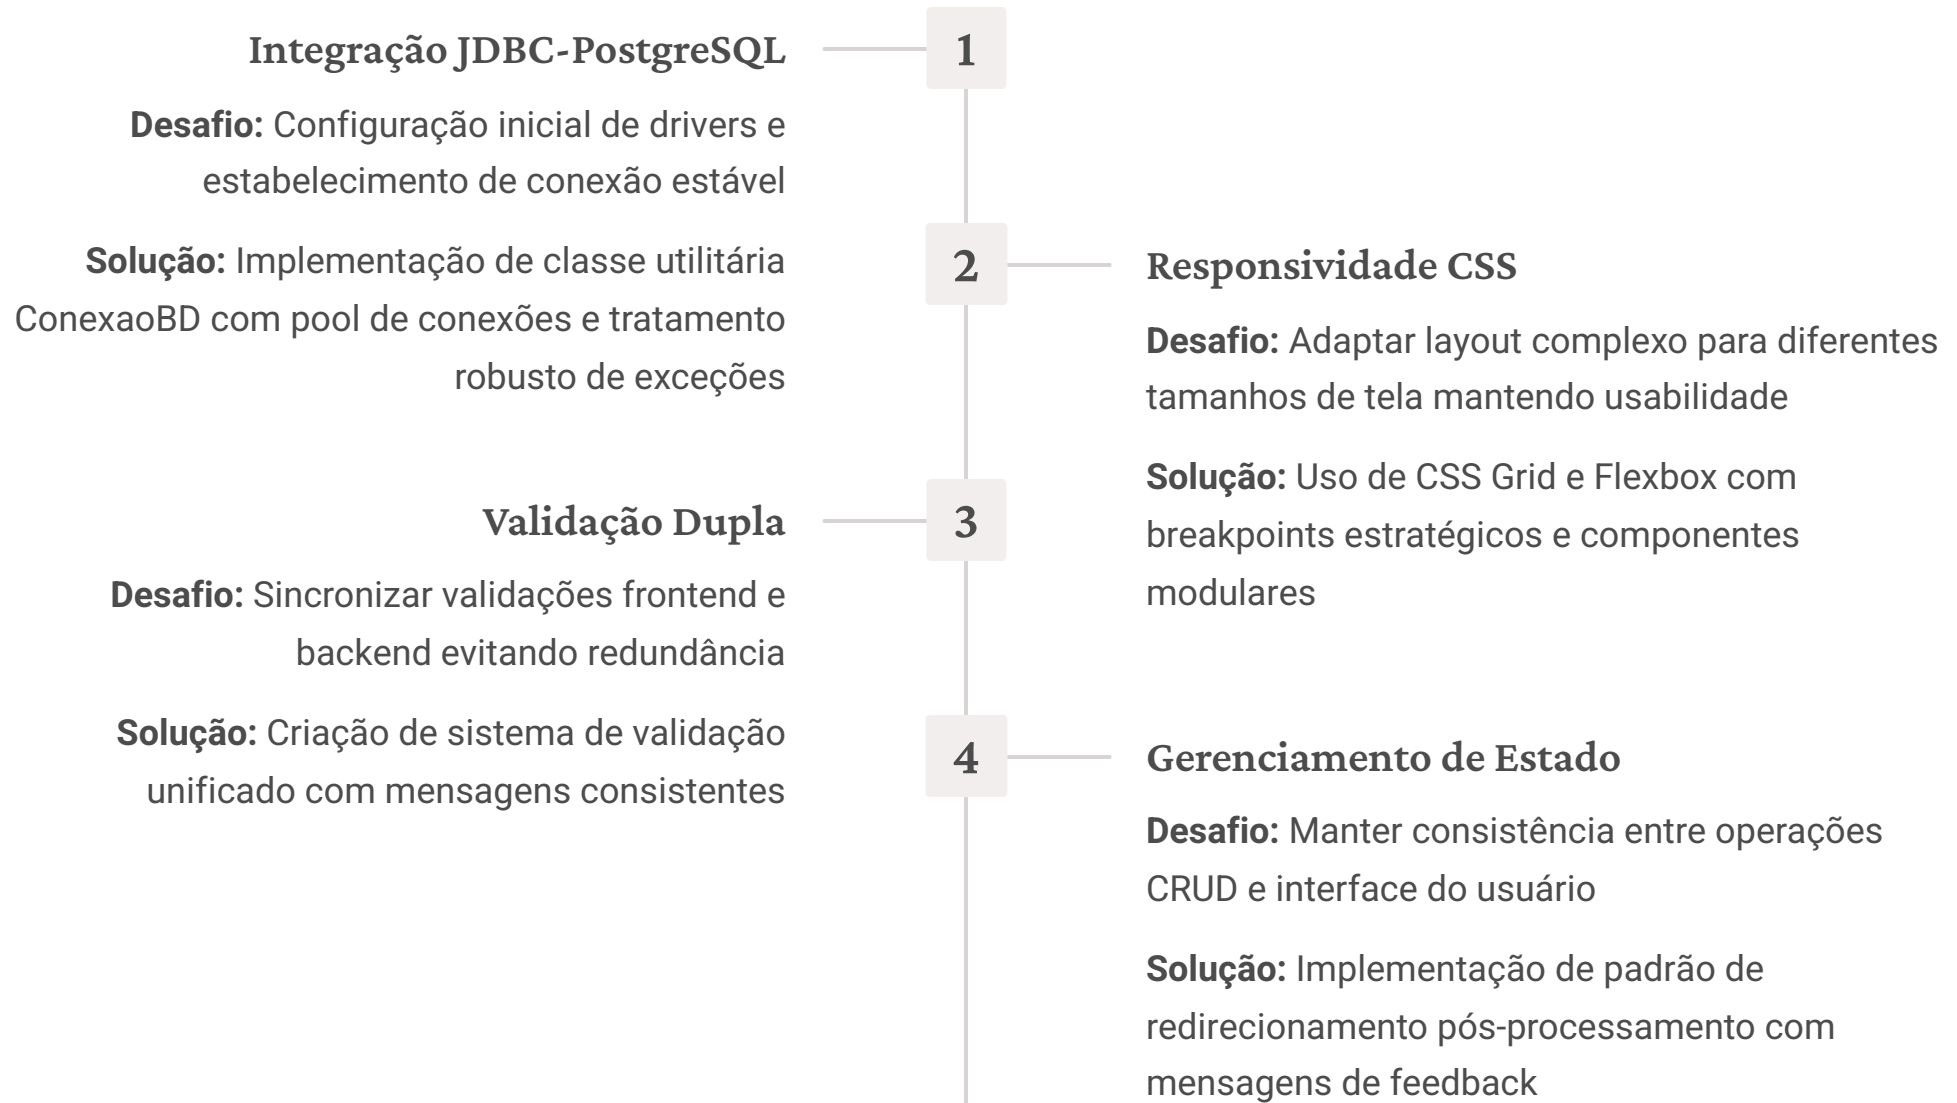 Integração JDBC-PostgreSQL
1
Desafio: Configuração inicial de drivers e
estabelecimento de conexão estável
Solução: Implementação de classe utilitária
ConexaoBD com pool de conexões e tratamento
robusto de exceções
2
Responsividade CSS
Desafio: Adaptar layout complexo para diferentes
tamanhos de tela mantendo usabilidade
Solução: Uso de CSS Grid e Flexbox com
breakpoints estratégicos e componentes
modulares
Validação Dupla
3
Desafio: Sincronizar validações frontend e
backend evitando redundância
Solução: Criação de sistema de validação
unificado com mensagens consistentes
4
Gerenciamento de Estado
Desafio: Manter consistência entre operações
CRUD e interface do usuário
Solução: Implementação de padrão de
redirecionamento pós-processamento com
mensagens de feedback